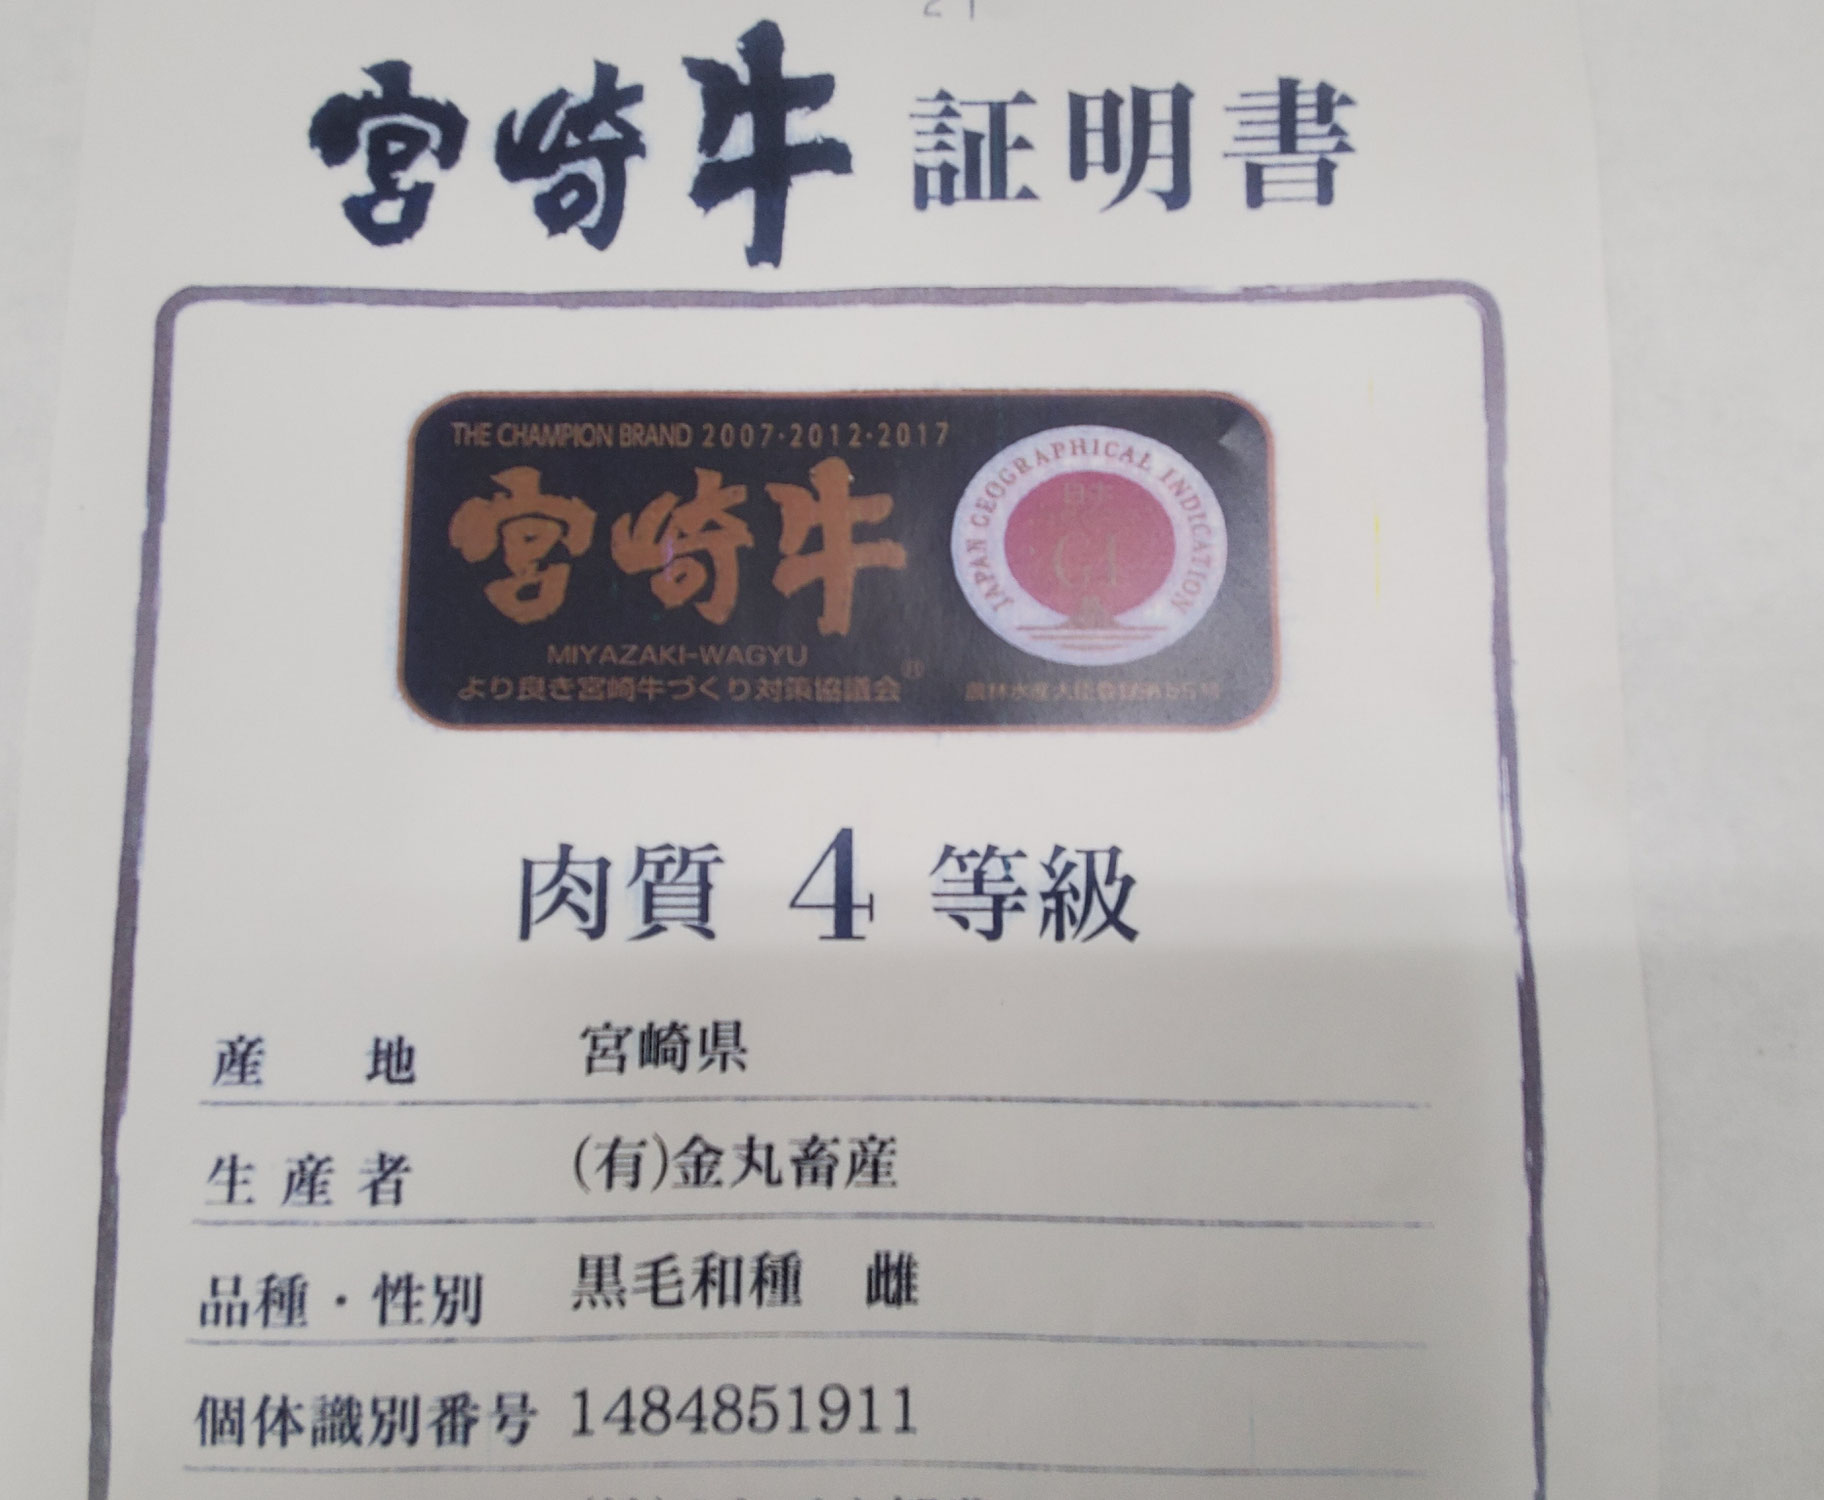 宮崎牛 証明書
THE CHAMPION BRAND 2007・2012・2017
宮崎牛
MIYAZAKI-WAGYU
より良き宮崎牛づくり対策協議会 ®
JAPAN GEOGRAPHICAL INDICATION
日本
GI
肉質 4 等級
産 地 宮崎県
生 産 者 (有)金丸畜産
品種・性別 黒毛和種 雌
個体識別番号 1484851911